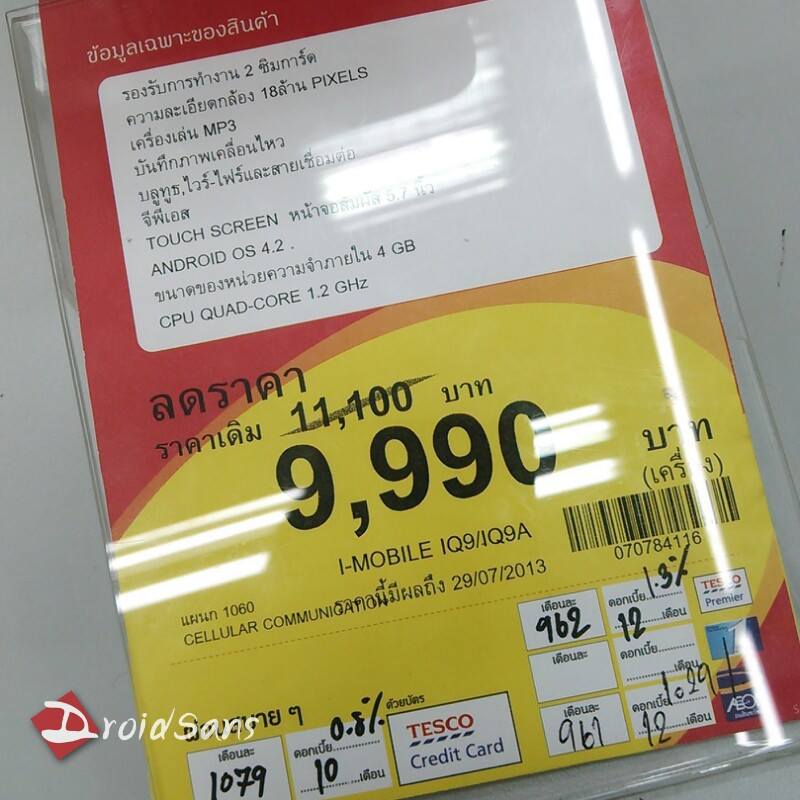 ข้อมูลเฉพาะของสินค้า
รองรับการทำงาน 2 ซิมการ์ด
ความละเอียดกล้อง 18ล้าน PIXELS
เครื่องเล่น MP3
บันทึกภาพเคลื่อนไหว
บลูทูธ,ไวร์-ไฟร์และสายเชื่อมต่อ
จีพีเอส
TOUCH SCREEN หน้าจอสัมผัส 5.7 นิ้ว
ANDROID OS 4.2 .
ขนาดของหน่วยความจำภายใน 4 GB
CPU QUAD-CORE 1.2 GHz
ลดราคา
ราคาเดิม 11,100 บาท
9,990 บาท
(เครื่อง)
I-MOBILE IQ9/IQ9A
070784116
ราคานี้มีผลถึง 29/07/2013
แผนก 1060
CELLULAR COMMUNICATION
เดือนละ 962 ดอกเบี้ย 1.3% 12 เดือน
TESCO Premier
เดือนละ ดอกเบี้ย เดือน
เดือนละ 961 ดอกเบี้ย 1.29 12 เดือน
AEON
ๆ ด้วยบัตร
เดือนละ 1079 ดอกเบี้ย 0.8% 10 เดือน
TESCO
Credit Card
DroidSans